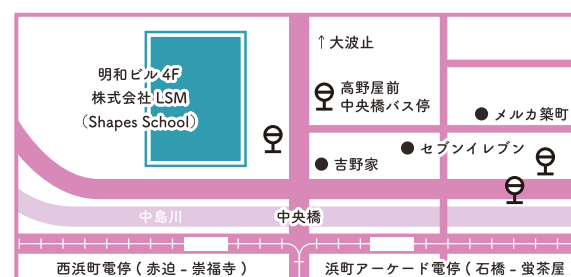 ↑大波止
明和ビル 4F
株式会社 LSM
（Shapes School）
高野屋前
中央橋バス停
メルカ築町
セブンイレブン
吉野家
中島川
中央橋
西浜町電停 ( 赤迫 - 崇福寺 )
浜町アーケード電停 ( 石橋 - 蛍茶屋